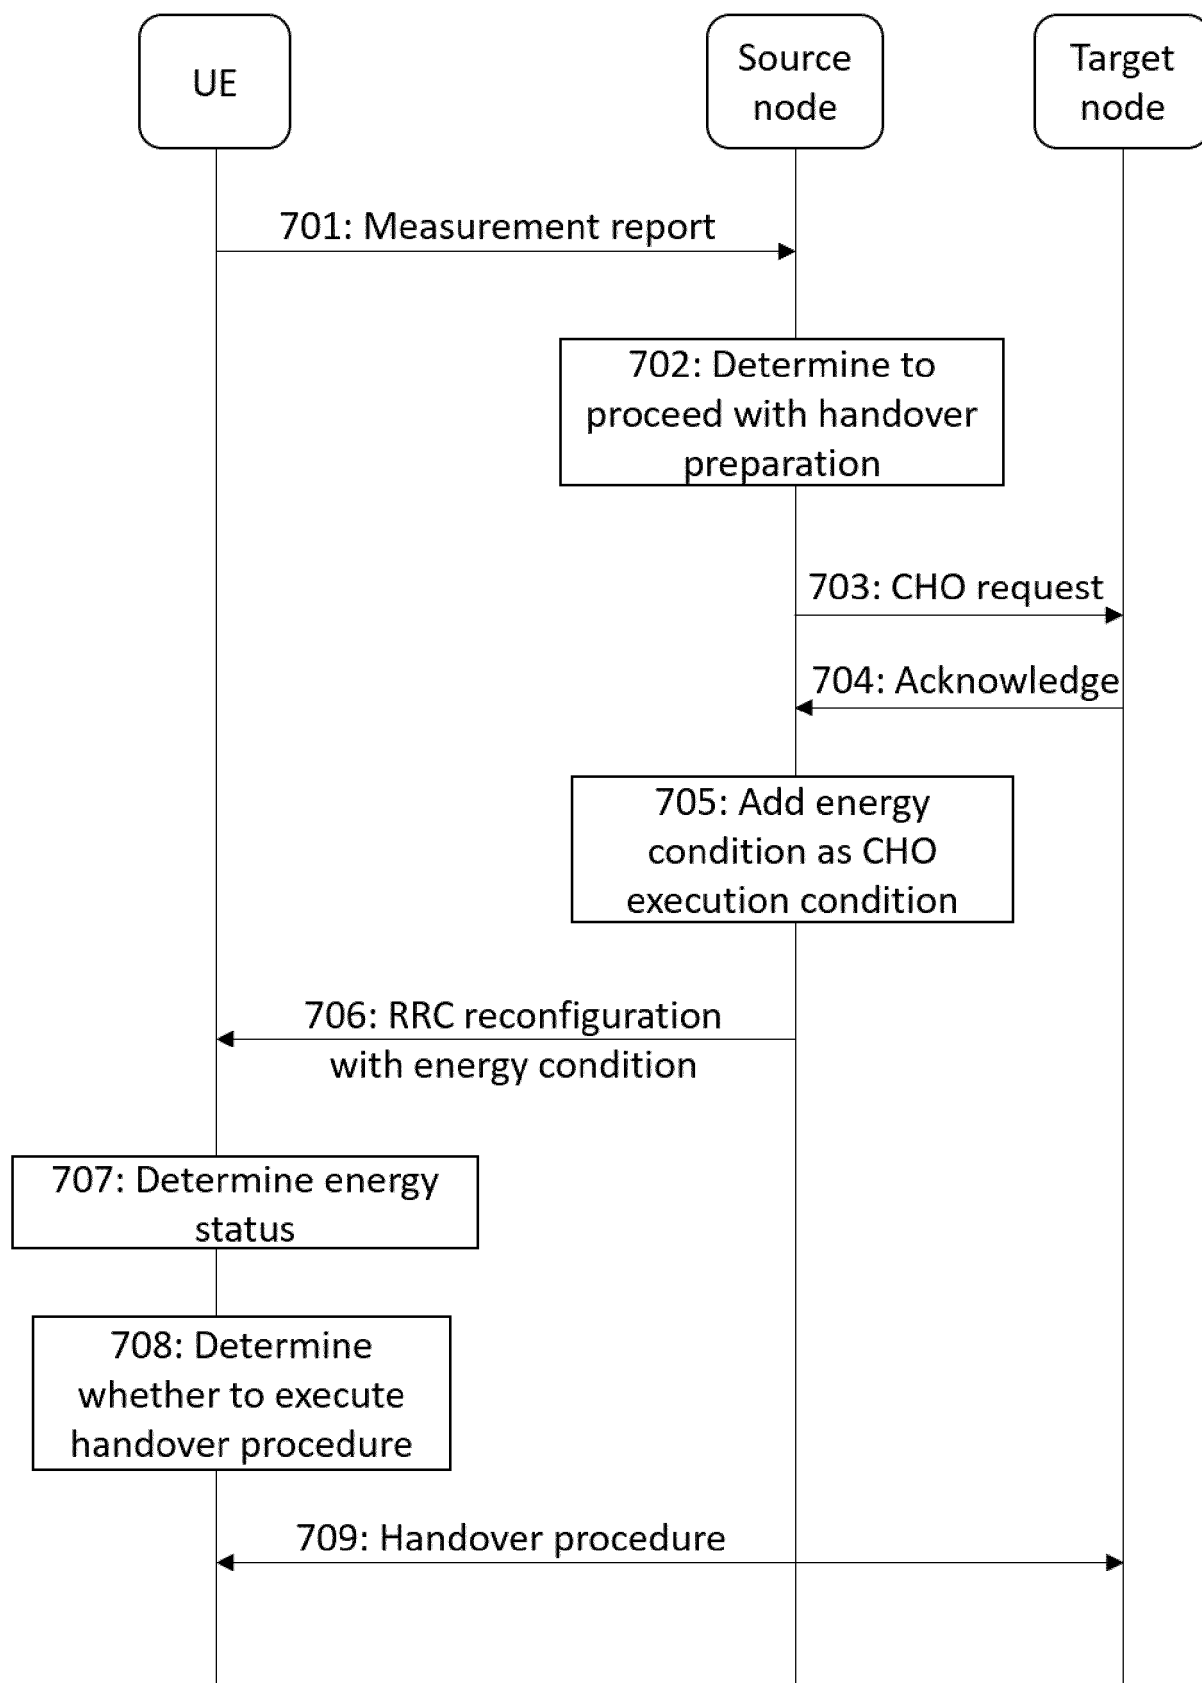 UE
Source
node
Target
node
701: Measurement report
702: Determine to
proceed with handover
preparation
703: CHO request
704: Acknowledge
705: Add energy
condition as CHO
execution condition
706: RRC reconfiguration
with energy condition
707: Determine energy
status
708: Determine
whether to execute
handover procedure
709: Handover procedure